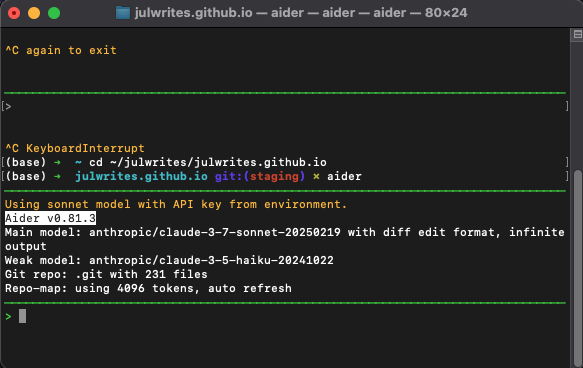 julwrites.github.io — aider — aider — aider — 80×24
^C again to exit
[> ]
^C KeyboardInterrupt
[(base) ➜ ~ cd ~/julwrites/julwrites.github.io ]
[(base) ➜ julwrites.github.io git:(staging) × aider ]
Using sonnet model with API key from environment.
Aider v0.81.3
Main model: anthropic/claude-3-7-sonnet-20250219 with diff edit format, infinite
output
Weak model: anthropic/claude-3-5-haiku-20241022
Git repo: .git with 231 files
Repo-map: using 4096 tokens, auto refresh
>